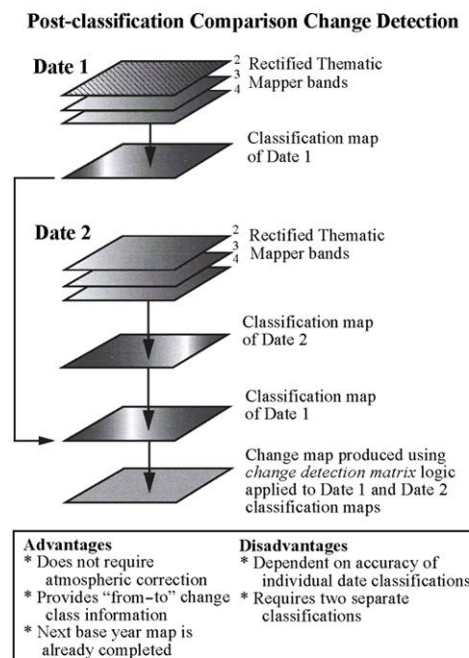 Post-classification Comparison Change Detection
Date 1
2
3
4
Rectified Thematic
Mapper bands
Classification map
of Date 1
Date 2
2
3
4
Rectified Thematic
Mapper bands
Classification map
of Date 2
Classification map
of Date 1
Change map produced using
change detection matrix logic
applied to Date 1 and Date 2
classification maps
Advantages
* Does not require
atmospheric correction
* Provides “from–to” change
class information
* Next base year map is
already completed
Disadvantages
* Dependent on accuracy of
individual date classifications
* Requires two separate
classifications